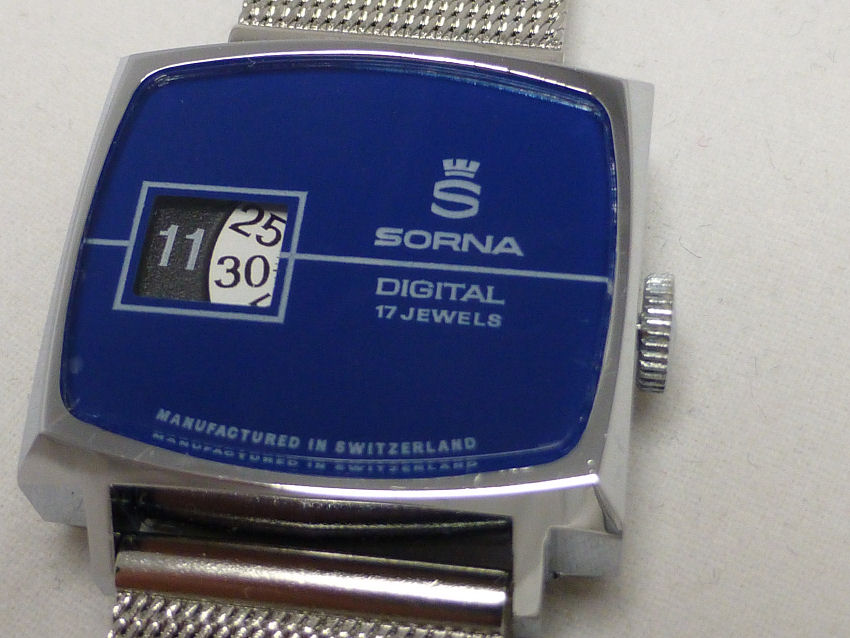 25
11
30
S
SORNA
DIGITAL
17 JEWELS
MANUFACTURED IN SWITZERLAND